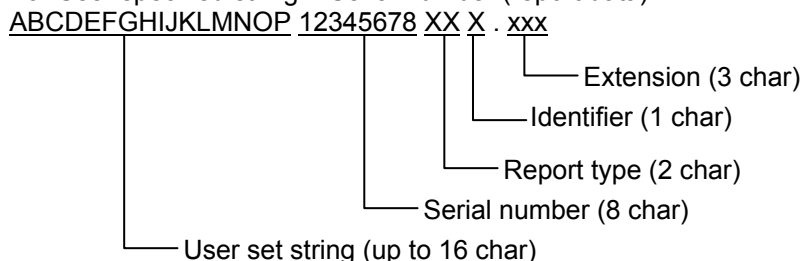 ABCDEFGHIJKLMNOP 12345678 XX X . xxx
Extension (3 char)
Identifier (1 char)
Report type (2 char)
Serial number (8 char)
User set string (up to 16 char)